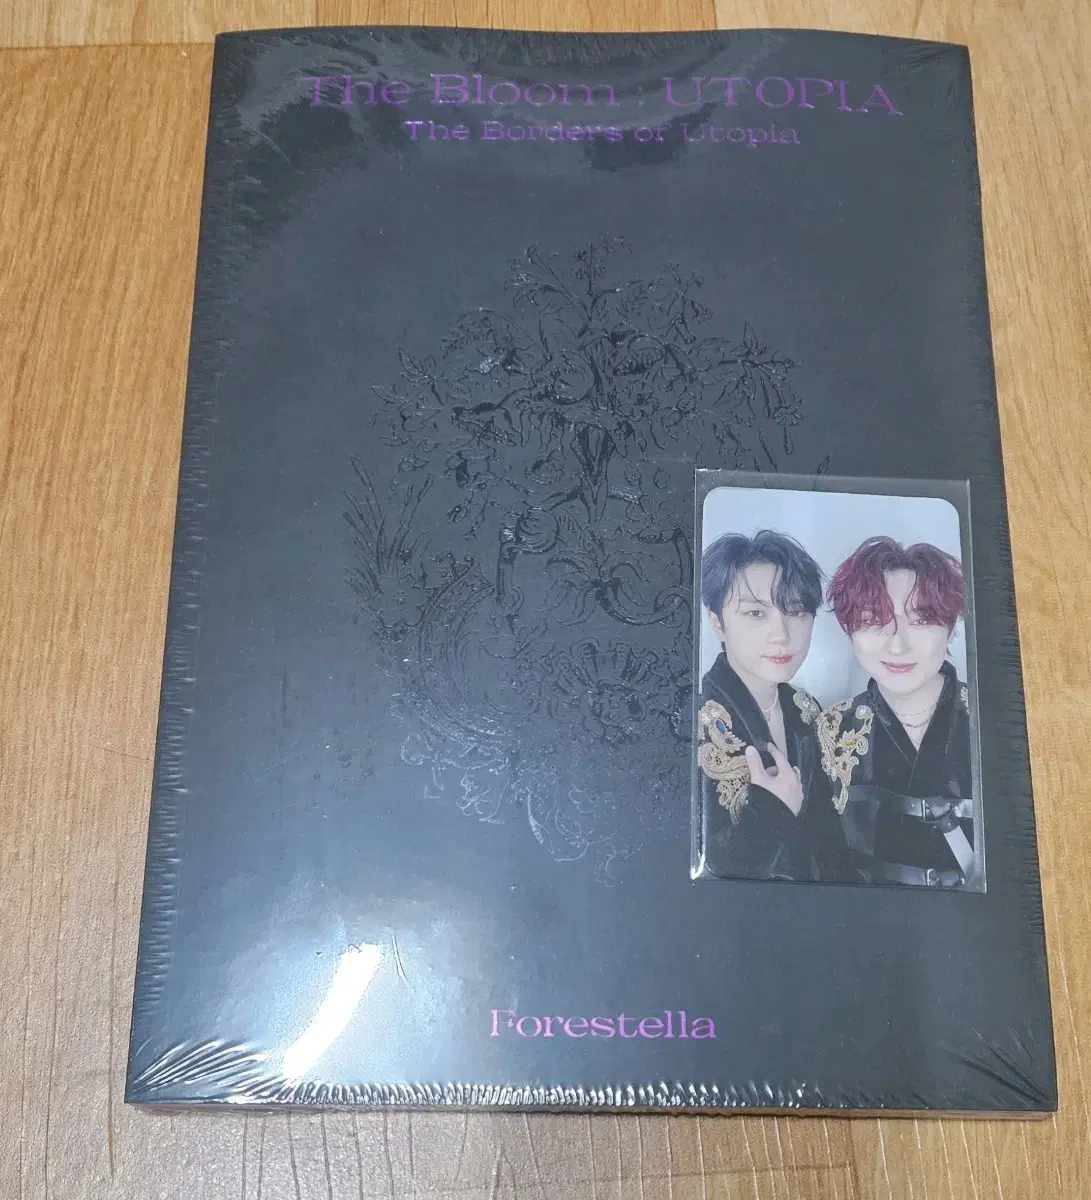 The Bloom : UTOPIA
The Borders of Utopia
Forestella